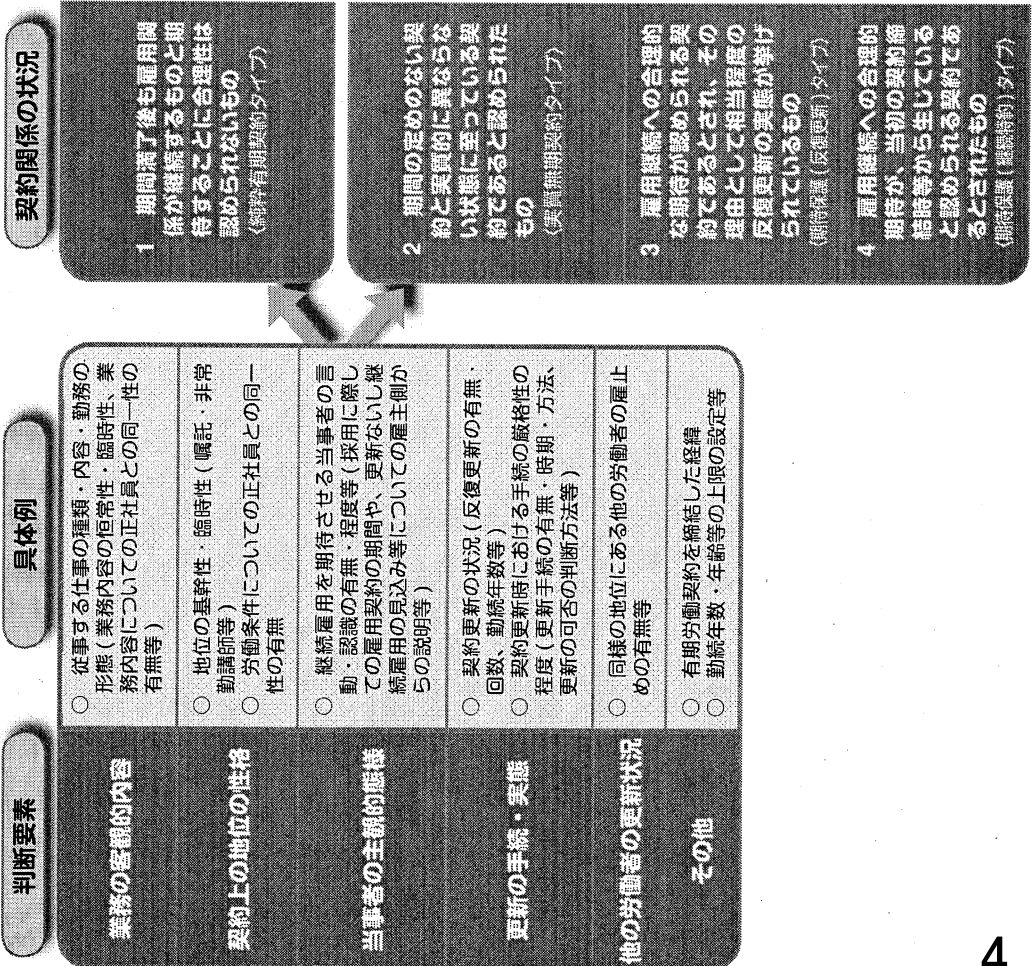 判断要素
具体例
契約関係の状況
業務の客観的内容
○ 従事する仕事の種類・内容・勤務の
形態（業務内容の恒常性・臨時性、業
務内容についての正社員との同一性の
有無等）
契約上の地位の性格
○ 地位の基幹性・臨時性（嘱託・非常
勤講師等）
○ 労働条件についての正社員との同一
性の有無
当事者の主観的態様
○ 継続雇用を期待させる当事者の言
動・認識の有無・程度等（採用に際し
ての雇用契約の期間や、更新ないし継
続雇用の見込み等についての雇主側か
らの説明等）
更新の手続・実態
○ 契約更新の状況（反復更新の有無・
回数、勤続年数等）
○ 契約更新時における手続の厳格性の
程度（更新手続の有無・時期・方法、
更新の可否の判断方法等）
他の労働者の更新状況
○ 同様の地位にある他の労働者の雇止
めの有無等
その他
○ 有期労働契約を締結した経緯
○ 勤続年数・年齢等の上限の設定等
1 期間満了後も雇用関
係が継続するものと期
待することに合理性は
認められないもの
〈純粋有期契約タイプ〉
2 期間の定めのない契
約と実質的に異ならな
い状態に至っている契
約であると認められた
もの
〈実質無期契約タイプ〉
3 雇用継続への合理的
な期待が認められる契
約であるとされ、その
理由として相当程度の
反復更新の実態が挙げ
られているもの
〈期待保護（反復更新）タイプ〉
4 雇用継続への合理的
期待が、当初の契約締
結時等から生じている
と認められる契約であ
るとされたもの
〈期待保護（継続特約）タイプ〉
4